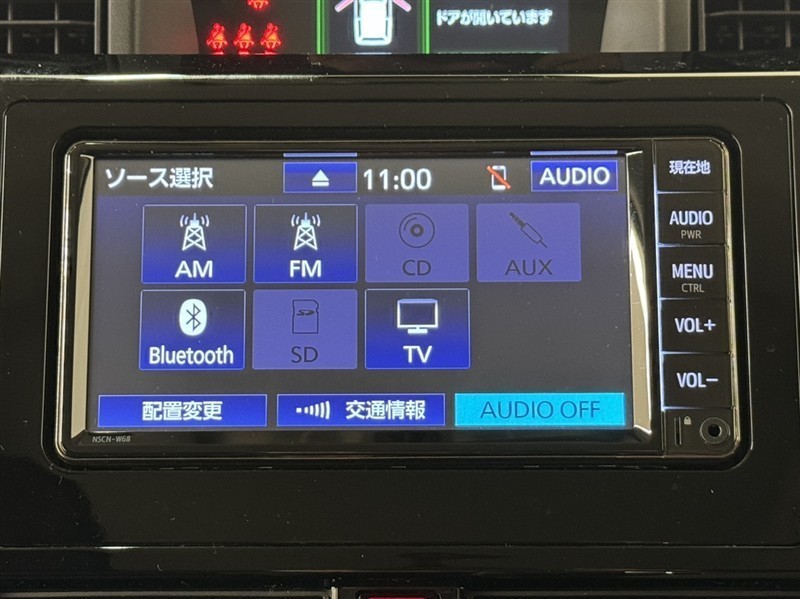 ドアが開いています
ソース選択
11:00
AUDIO
現在地
AM
FM
CD
AUX
AUDIO
PWR
MENU
CTRL
Bluetooth
SD
TV
VOL+
VOL−
配置変更
交通情報
AUDIO OFF
NSCN-W68